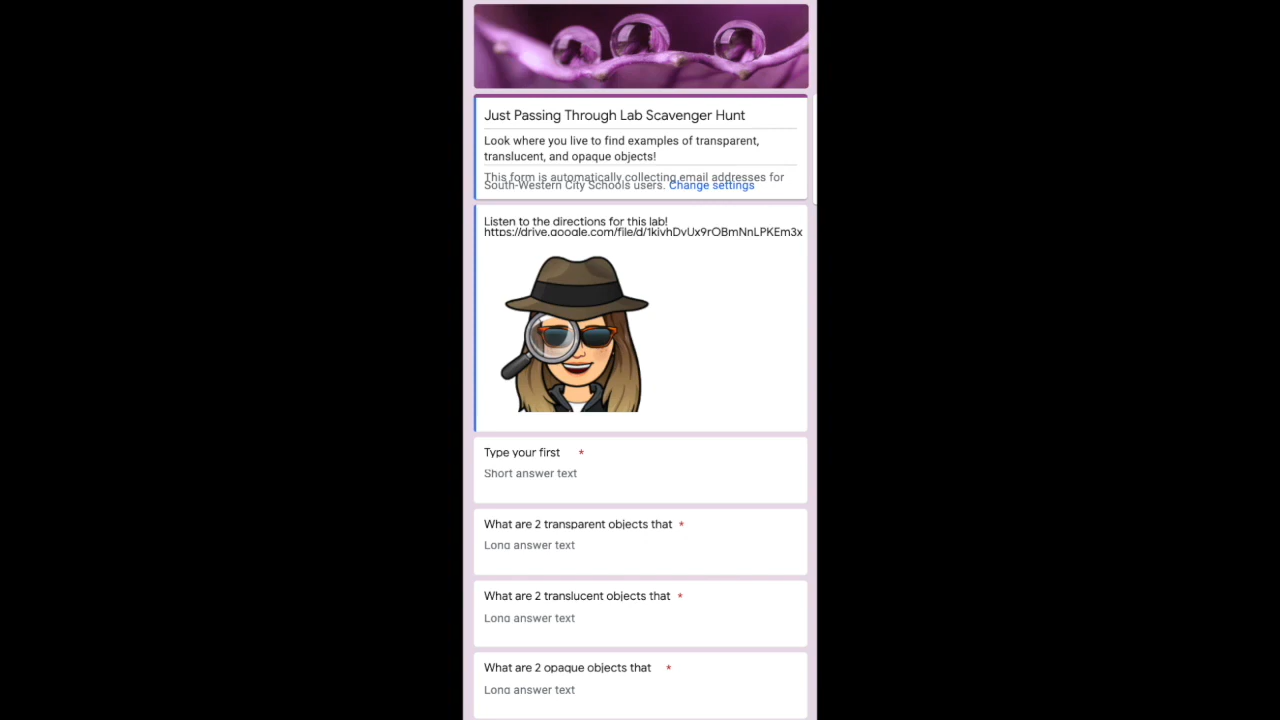 Just Passing Through Lab Scavenger Hunt
Look where you live to find examples of transparent,
translucent, and opaque objects!
This form is automatically collecting email addresses for
South-Western City Schools users. Change settings
Listen to the directions for this lab!
https://drive.google.com/file/d/1kivhDvUx9rOBmNnLPKEm3x
Type your first *
Short answer text
What are 2 transparent objects that *
Long answer text
What are 2 translucent objects that *
Long answer text
What are 2 opaque objects that *
Long answer text